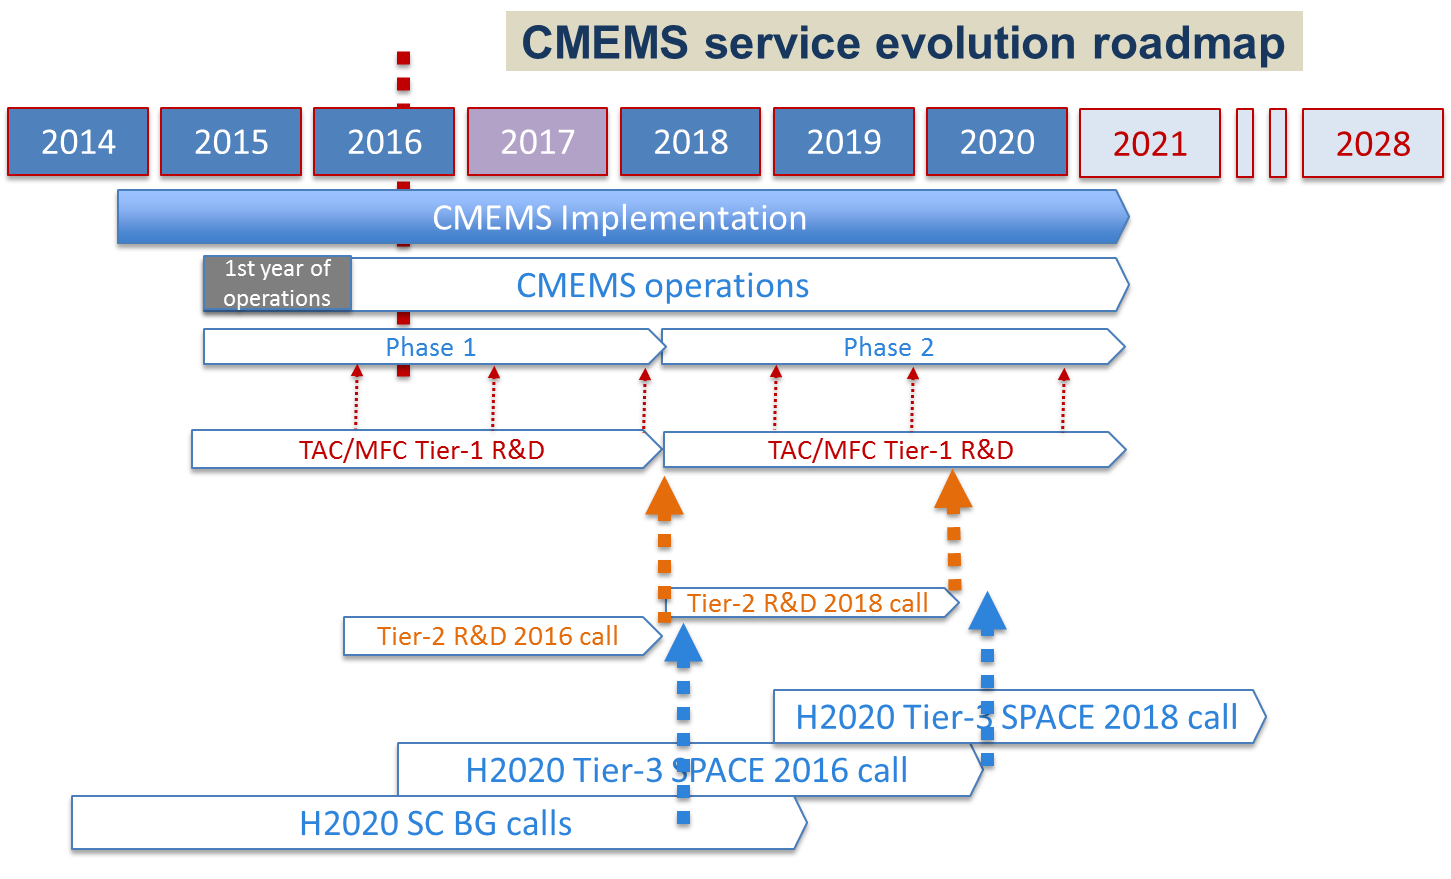 CMEMS service evolution roadmap
2014 2015 2016 2017 2018 2019 2020 2021 2028
CMEMS Implementation
1st year of
operations
CMEMS operations
Phase 1 Phase 2
TAC/MFC Tier-1 R&D TAC/MFC Tier-1 R&D
Tier-2 R&D 2018 call
Tier-2 R&D 2016 call
H2020 Tier-3 SPACE 2018 call
H2020 Tier-3 SPACE 2016 call
H2020 SC BG calls